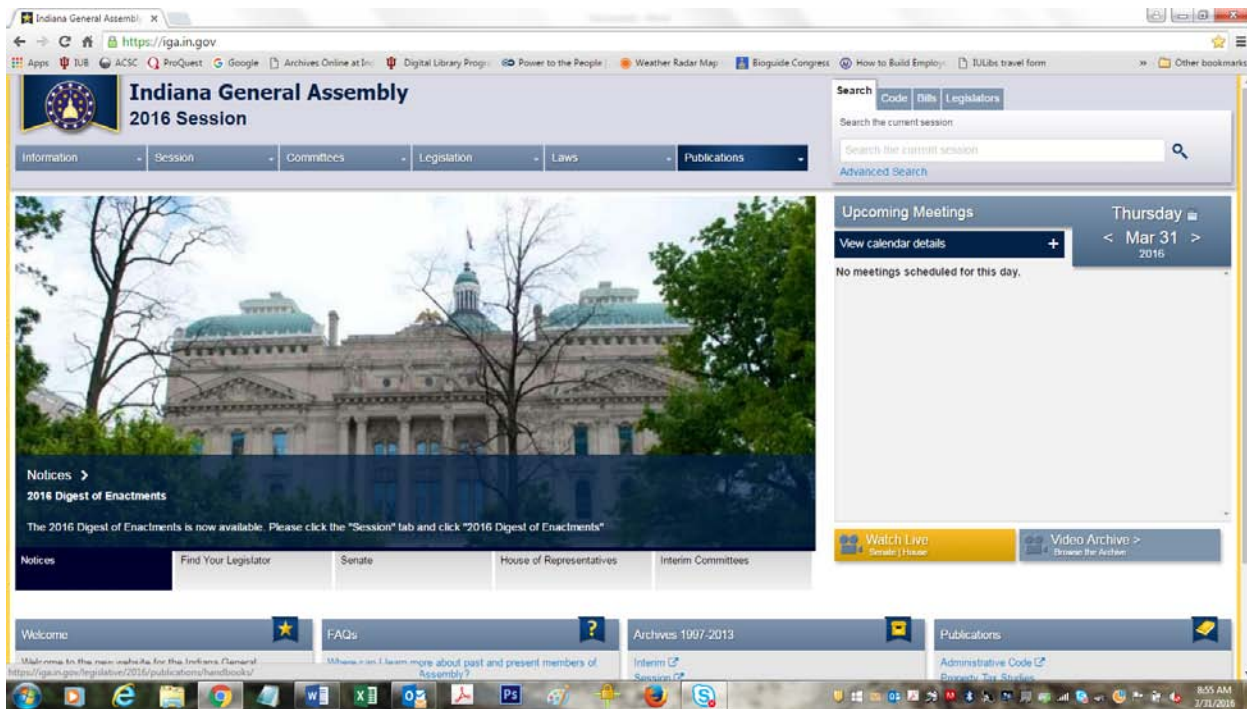 Indiana General Assembly
https://iga.in.gov
Apps IUB ACSC ProQuest Google Archives Online at In Digital Library Progr Power to the People Weather Radar Map Bioguide Congress How to Build Employ IULibs travel form » Other bookmarks
Indiana General Assembly
2016 Session
Search Code Bills Legislators
Search the current session
Search the current session
Advanced Search
Information Session Committees Legislation Laws Publications
Upcoming Meetings
Thursday
< Mar 31 >
2016
View calendar details +
No meetings scheduled for this day.
Notices >
2016 Digest of Enactments
The 2016 Digest of Enactments is now available. Please click the "Session" tab and click "2016 Digest of Enactments"
Notices Find Your Legislator Senate House of Representatives Interim Committees
Watch Live
Senate | House
Video Archive >
Browse the Archive
Welcome FAQs ? Archives 1997-2013 Publications
Welcome to the new website for the Indiana General
Where can I learn more about past and present members of
Assembly?
Interim
Session
Administrative Code
Property Tax Studies
https://iga.in.gov/legislative/2016/publications/handbooks/
8:55 AM
3/31/2016